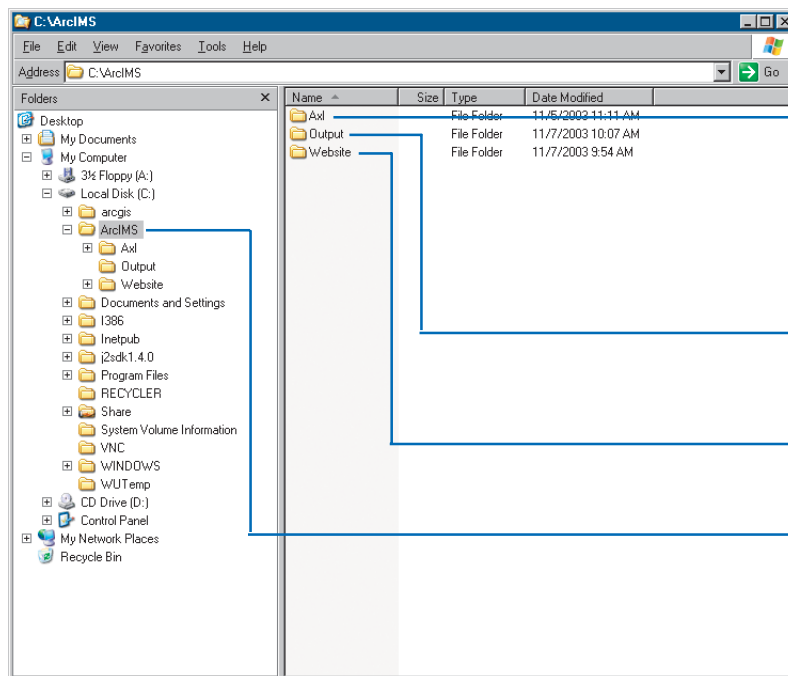 C:\ArcIMS
File Edit View Favorites Tools Help
Address C:\ArcIMS Go
Folders
Desktop
My Documents
My Computer
3½ Floppy (A:)
Local Disk (C:)
arcgis
ArcIMS
Axl
Output
Website
Documents and Settings
I386
Inetpub
j2sdk1.4.0
Program Files
RECYCLER
Share
System Volume Information
VNC
WINDOWS
WUTemp
CD Drive (D:)
Control Panel
My Network Places
Recycle Bin
Name Size Type Date Modified
Axl File Folder 11/5/2003 11:11 AM
Output File Folder 11/7/2003 10:07 AM
Website File Folder 11/7/2003 9:54 AM